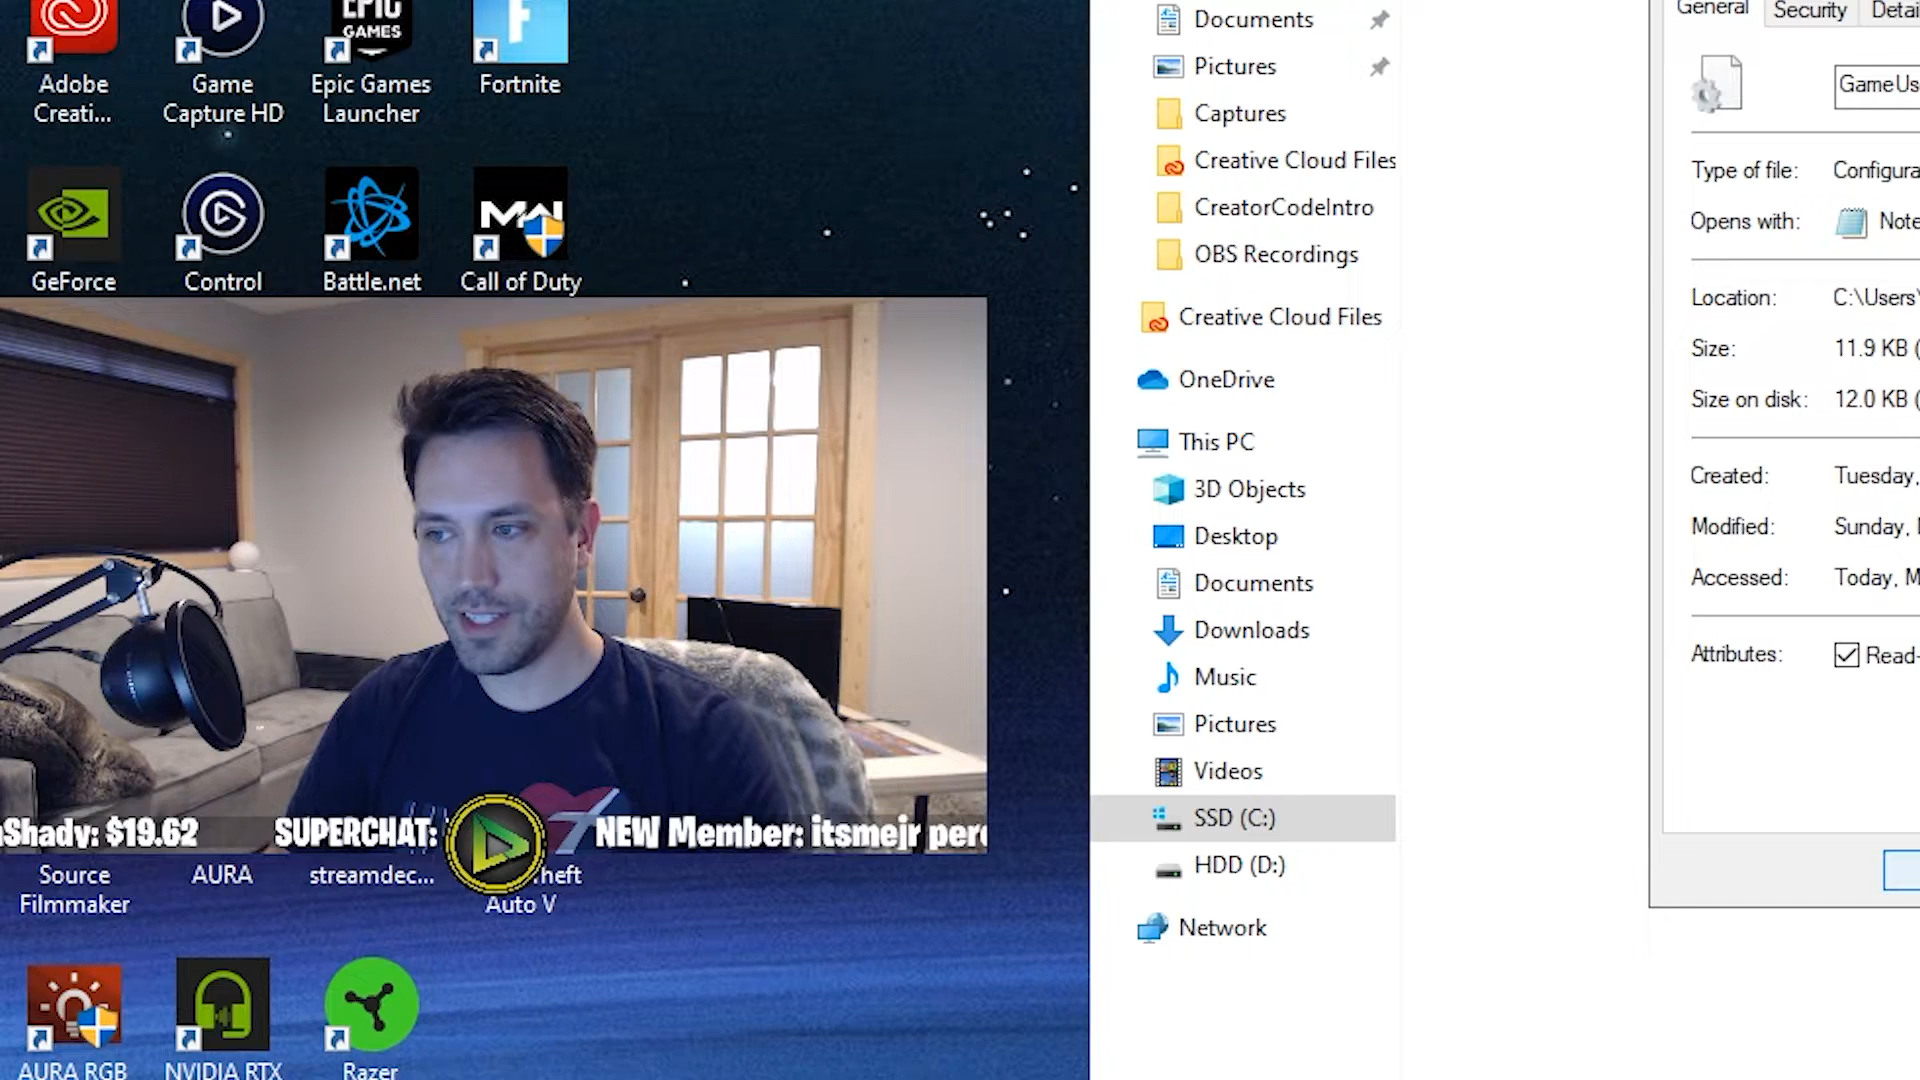 Adobe
Creati...
Game
Capture HD
EPIC
GAMES
Epic Games
Launcher
Fortnite
GeForce
Control
Battle.net
MW
Call of Duty
Shady: $19.62
SUPERCHAT:
NEW Member: itsmejr
Source
Filmmaker
AURA
streamdec...
Auto V
AURA RGB
NVIDIA RTX
Razer
Documents
Pictures
Captures
Creative Cloud Files
CreatorCodeIntro
OBS Recordings
Creative Cloud Files
OneDrive
This PC
3D Objects
Desktop
Documents
Downloads
Music
Pictures
Videos
SSD (C:)
HDD (D:)
Network
General
Security
Detai
GameUs
Type of file:
Configura
Opens with:
Note
Location:
C:\Users\
Size:
11.9 KB (
Size on disk:
12.0 KB (
Created:
Tuesday,
Modified:
Sunday,
Accessed:
Today, M
Attributes:
Read-